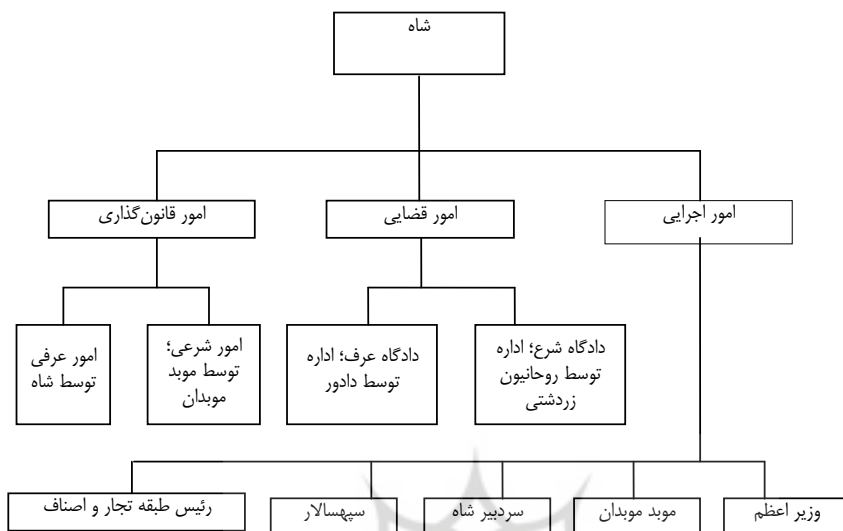 شاه
امور اجرایی
امور قضایی
امور قانون‌گذاری
دادگاه شرع؛ اداره
توسط روحانیون
زردشتی
دادگاه عرف؛ اداره
توسط دادور
امور شرعی؛
توسط موبد
موبدان
امور عرفی
توسط شاه
وزیر اعظم
موبد موبدان
سردبیر شاه
سپهسالار
رئیس طبقه تجار و اصناف